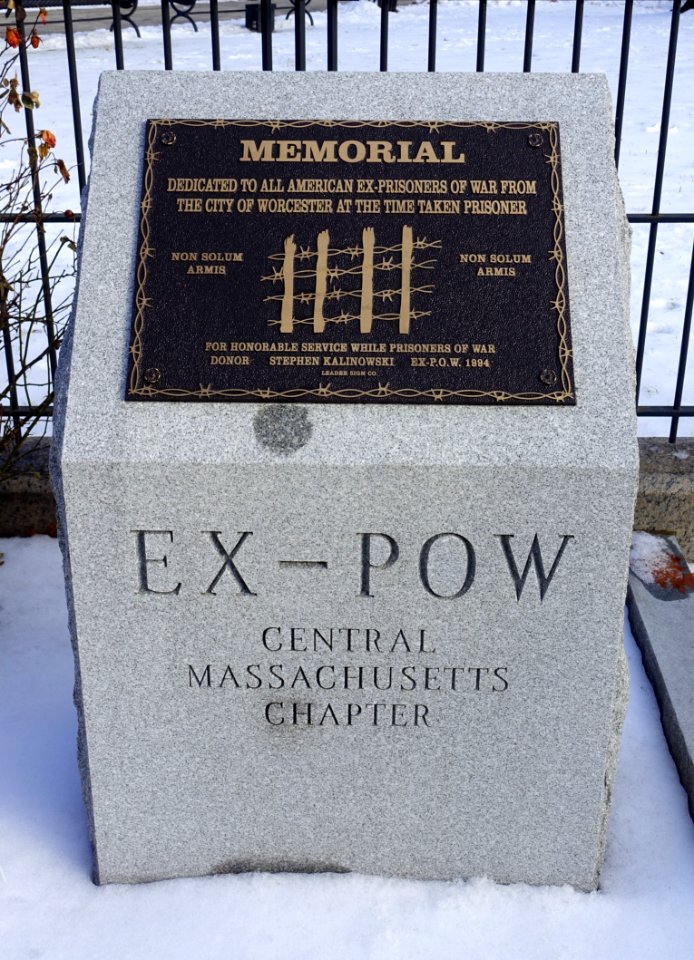 MEMORIAL
DEDICATED TO ALL AMERICAN EX-PRISONERS OF WAR FROM
THE CITY OF WORCESTER AT THE TIME TAKEN PRISONER
NON SOLUM
ARMIS
NON SOLUM
ARMIS
FOR HONORABLE SERVICE WHILE PRISONERS OF WAR
DONOR STEPHEN KALINOWSKI EX-P.O.W. 1994
LEADER SIGN CO.
EX-POW
CENTRAL
MASSACHUSETTS
CHAPTER